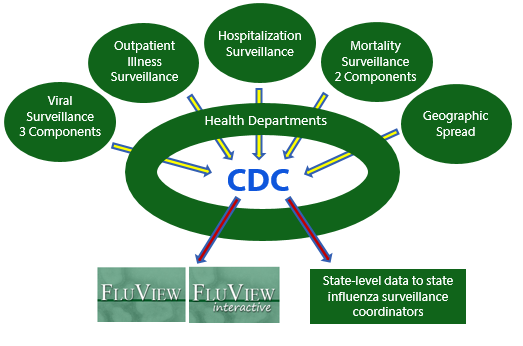 Viral
Surveillance
3 Components
Outpatient
Illness
Surveillance
Hospitalization
Surveillance
Mortality
Surveillance
2 Components
Geographic
Spread
Health Departments
CDC
FLUVIEW
FLUVIEW
interactive
State-level data to state
influenza surveillance
coordinators